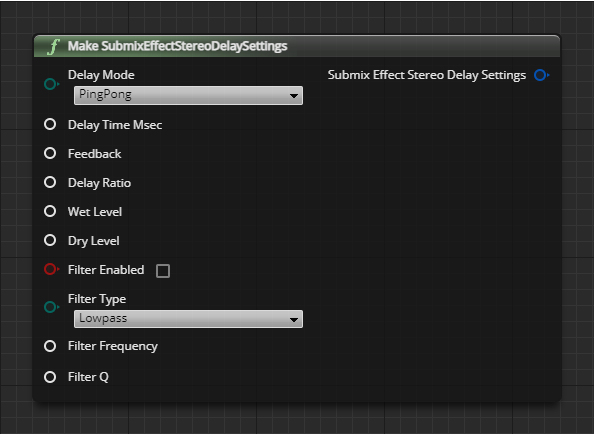 f Make SubmixEffectStereoDelaySettings
Delay Mode
Submix Effect Stereo Delay Settings
PingPong
Delay Time Msec
Feedback
Delay Ratio
Wet Level
Dry Level
Filter Enabled
Filter Type
Lowpass
Filter Frequency
Filter Q